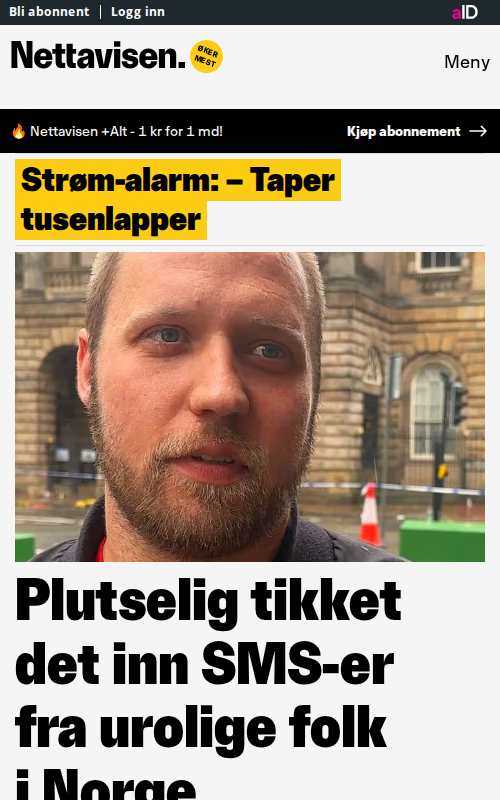 Bli abonnent
Logg inn
aID
Nettavisen.
ØKER
MEST
Meny
🔥 Nettavisen +Alt - 1 kr for 1 md!
Kjøp abonnement →
Strøm-alarm: – Taper
tusenlapper
Plutselig tikket
det inn SMS-er
fra urolige folk
i Norge